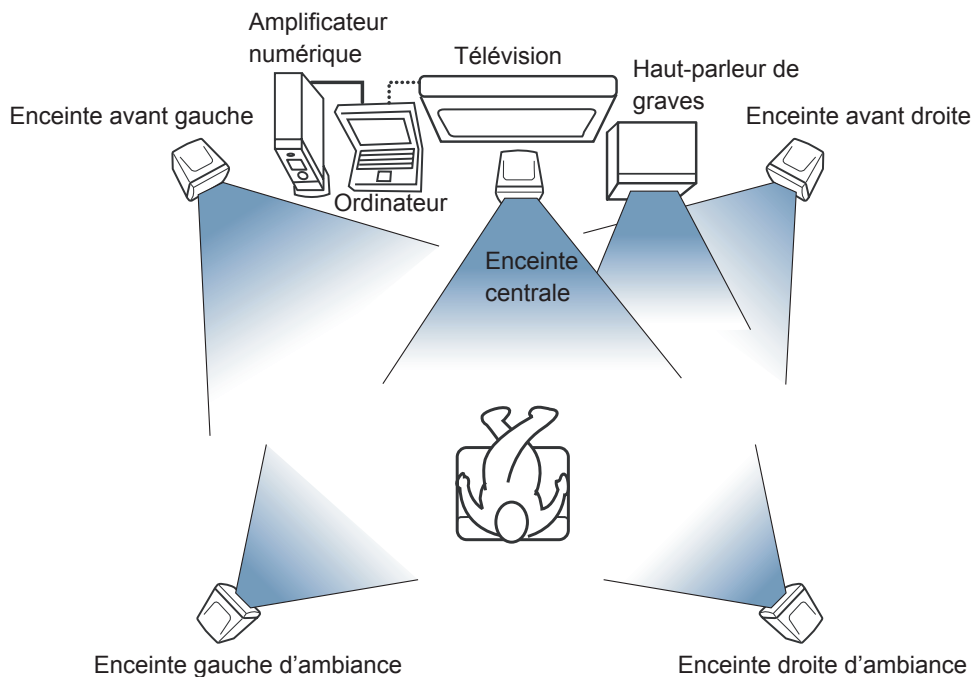 Amplificateur
numérique
Télévision
Haut-parleur de
graves
Enceinte avant gauche
Enceinte avant droite
Ordinateur
Enceinte
centrale
Enceinte gauche d’ambiance
Enceinte droite d’ambiance